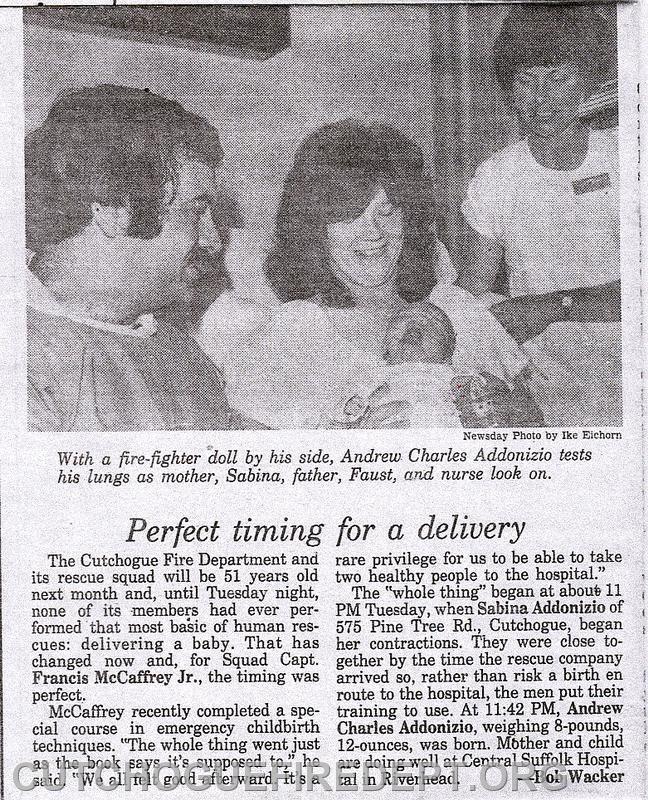 Newsday Photo by Ike Eichorn
With a fire-fighter doll by his side, Andrew Charles Addonizio tests
his lungs as mother, Sabina, father, Faust, and nurse look on.
Perfect timing for a delivery
The Cutchogue Fire Department and
its rescue squad will be 51 years old
next month and, until Tuesday night,
none of its members had ever per-
formed that most basic of human res-
cues: delivering a baby. That has
changed now and, for Squad Capt.
Francis McCaffrey Jr., the timing was
perfect.
McCaffrey recently completed a spe-
cial course in emergency childbirth
techniques. "The whole thing went just
as the book says it's supposed to," he
said. "We all felt good afterward. It's a
rare privilege for us to be able to take
two healthy people to the hospital."
The "whole thing" began at about 11
PM Tuesday, when Sabina Addonizio of
575 Pine Tree Rd., Cutchogue, began
her contractions. They were close to-
gether by the time the rescue company
arrived so, rather than risk a birth en
route to the hospital, the men put their
training to use. At 11:42 PM, Andrew
Charles Addonizio, weighing 8-pounds,
12-ounces, was born. Mother and child
are doing well at Central Suffolk Hospi-
tal in Riverhead. —Bob Wacker
CUTCHOGUEFIREDEPT.ORG